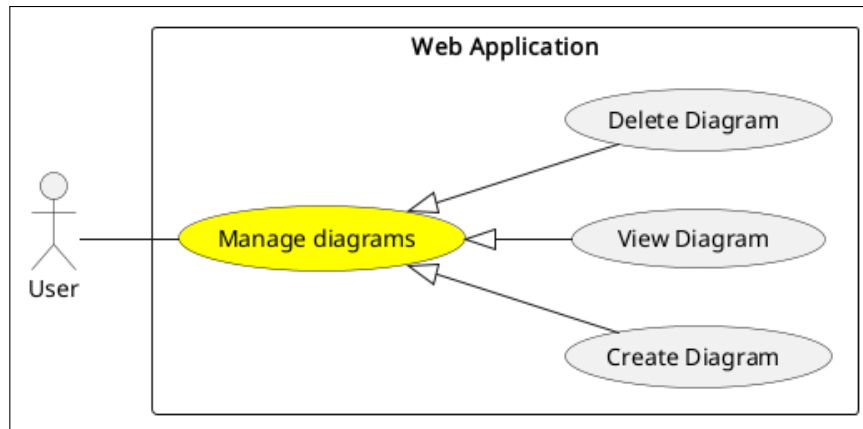 Web Application
Delete Diagram
Manage diagrams
View Diagram
User
Create Diagram